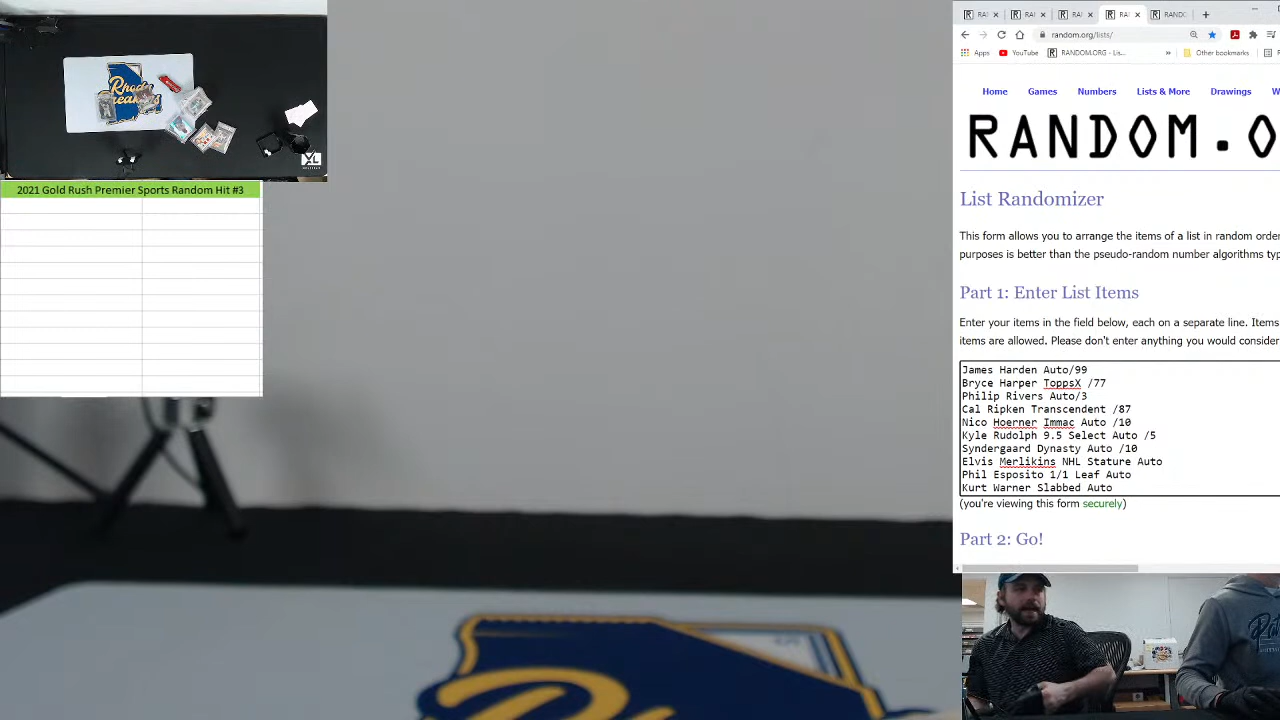 RAN
RAN
RAN
RAN
RANDO
random.org/lists/
Apps
YouTube
RANDOM.ORG - Lis...
Other bookmarks
Home
Games
Numbers
Lists & More
Drawings
RANDOM.O
List Randomizer
This form allows you to arrange the items of a list in random order
purposes is better than the pseudo-random number algorithms typ
Part 1: Enter List Items
Enter your items in the field below, each on a separate line. Items
items are allowed. Please don't enter anything you would consider
James Harden Auto/99
Bryce Harper ToppsX /77
Philip Rivers Auto/3
Cal Ripken Transcendent /87
Nico Hoerner Immac Auto /10
Kyle Rudolph 9.5 Select Auto /5
Syndergaard Dynasty Auto /10
Elvis Merlikins NHL Stature Auto
Phil Esposito 1/1 Leaf Auto
Kurt Warner Slabbed Auto
(you're viewing this form securely)
Part 2: Go!
2021 Gold Rush Premier Sports Random Hit #3
XL